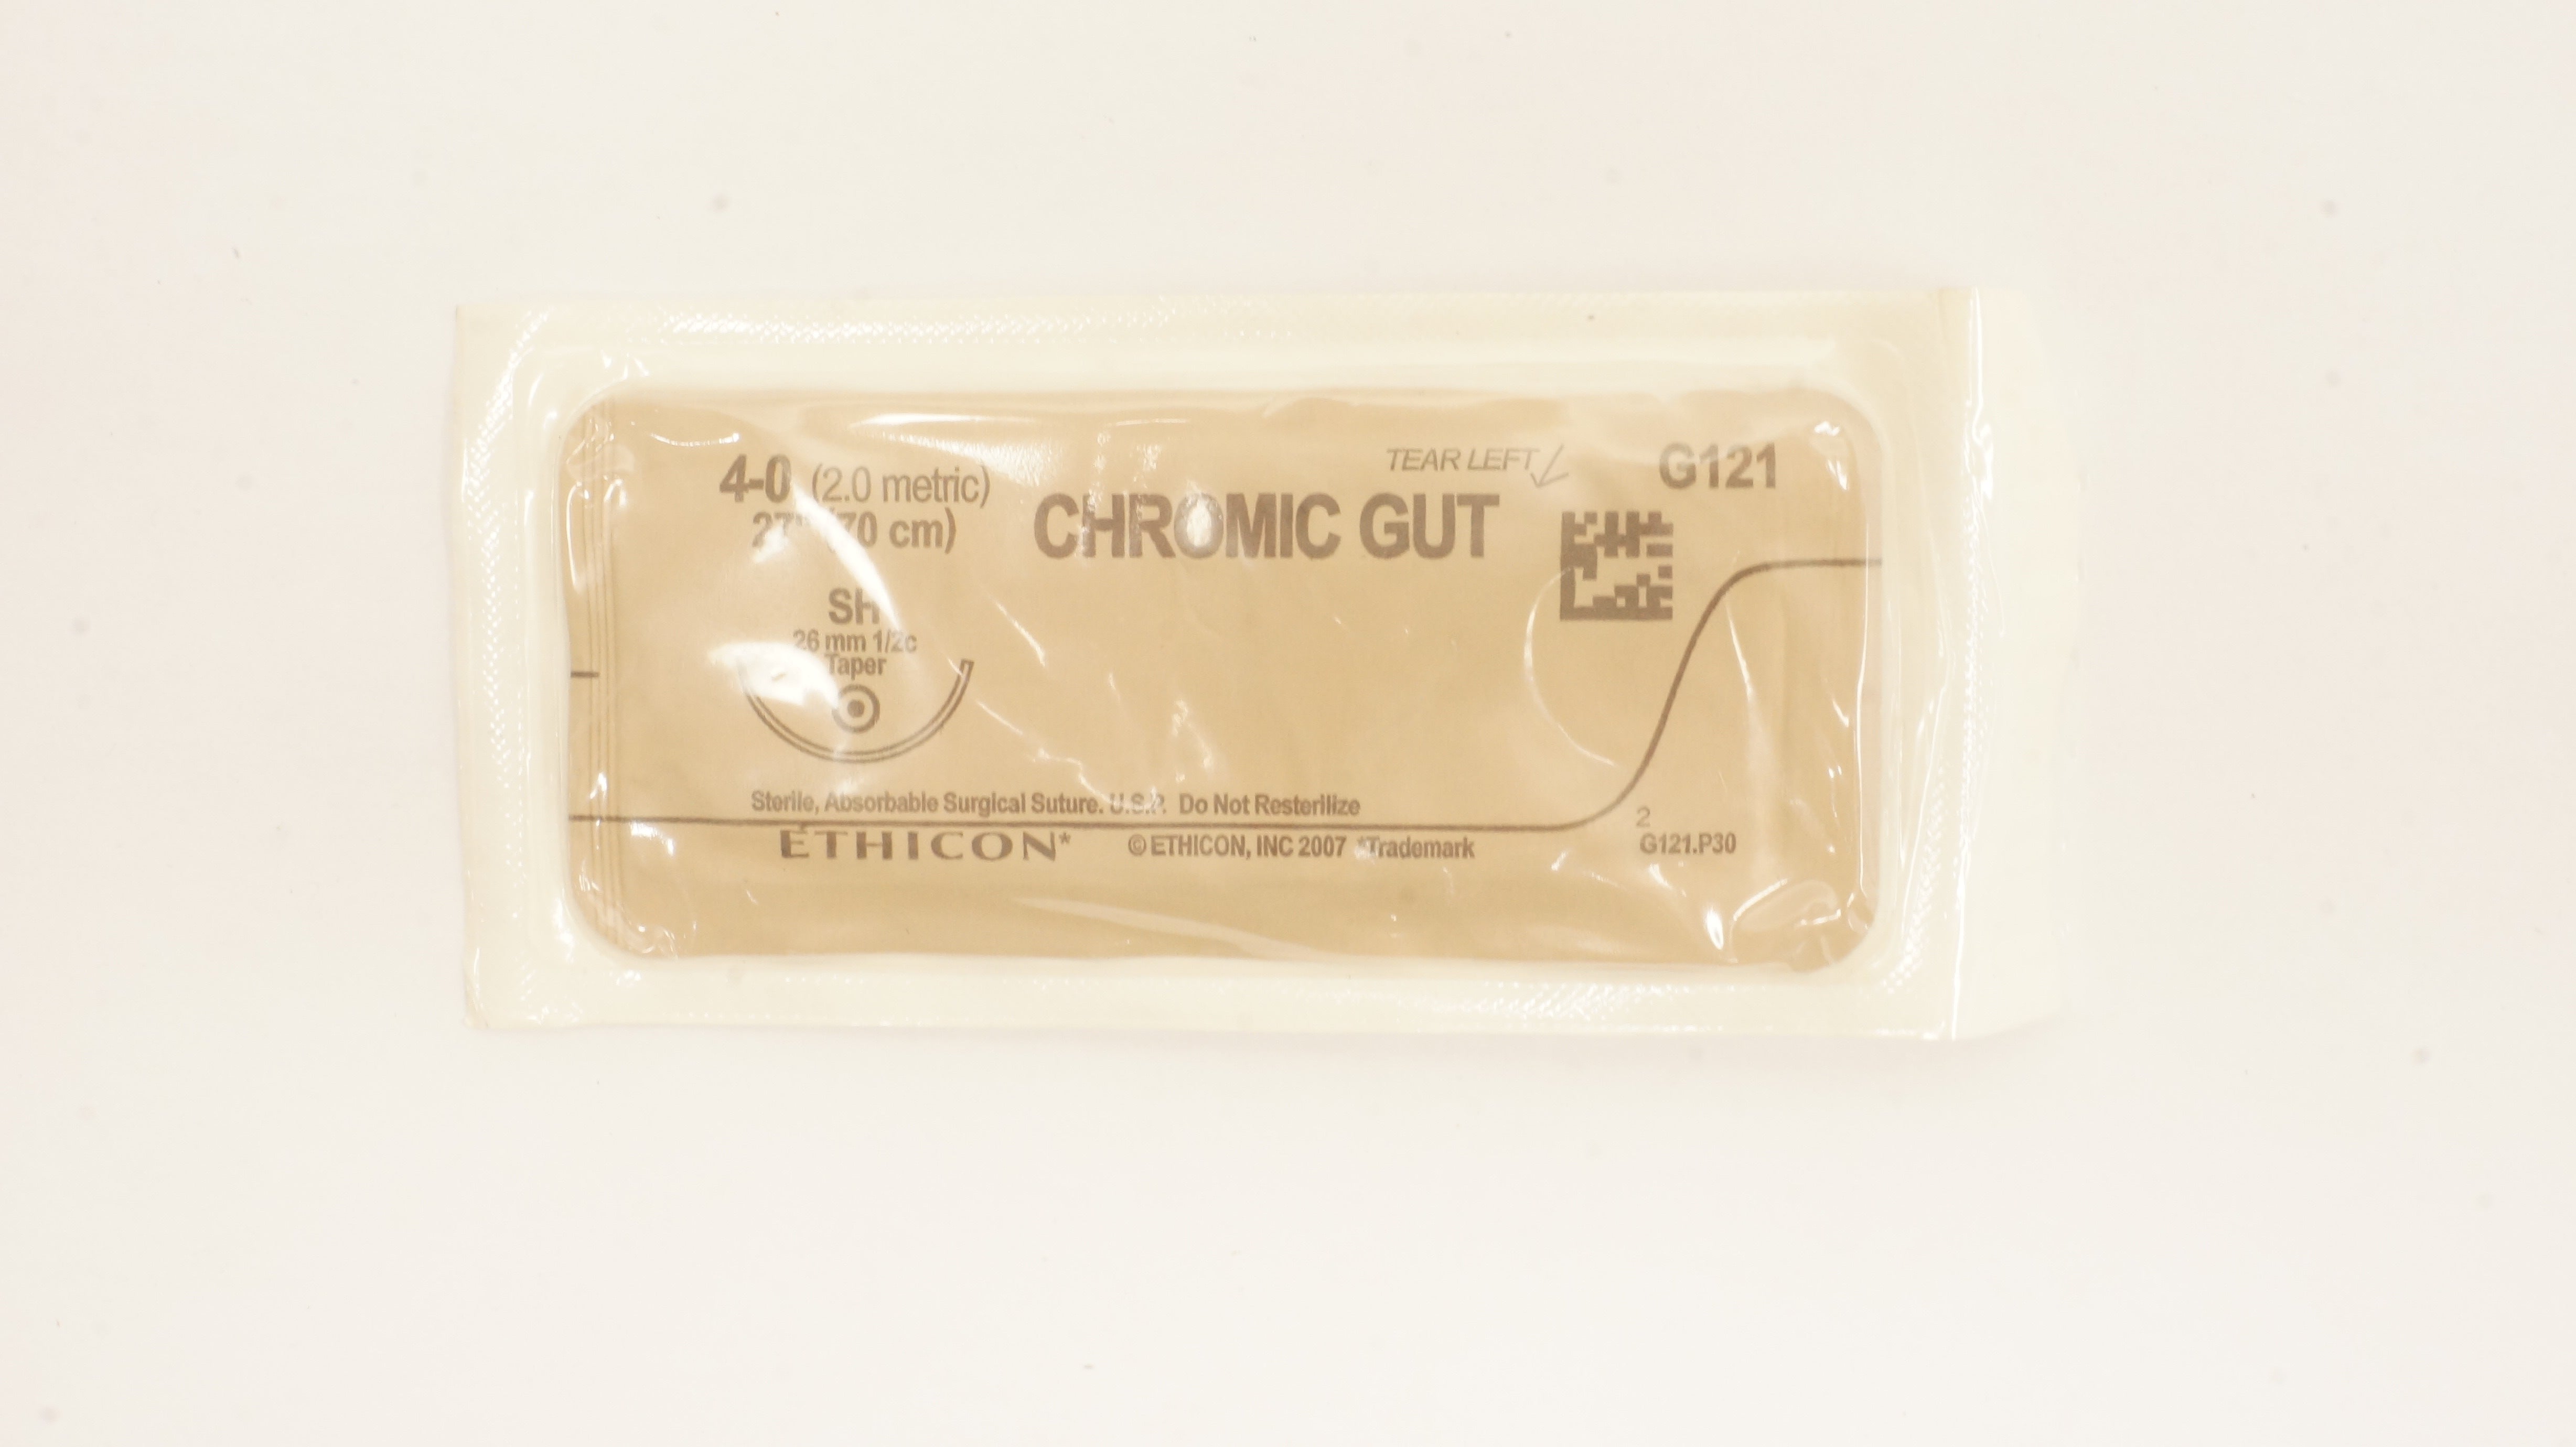 TEAR LEFT
G121
4-0 (2.0 metric)
27" (70 cm)
CHROMIC GUT
SH
26 mm 1/2c
Taper
Sterile, Absorbable Surgical Suture. U.S.P. Do Not Resterilize
ETHICON* ©ETHICON, INC 2007 *Trademark
2
G121.P30